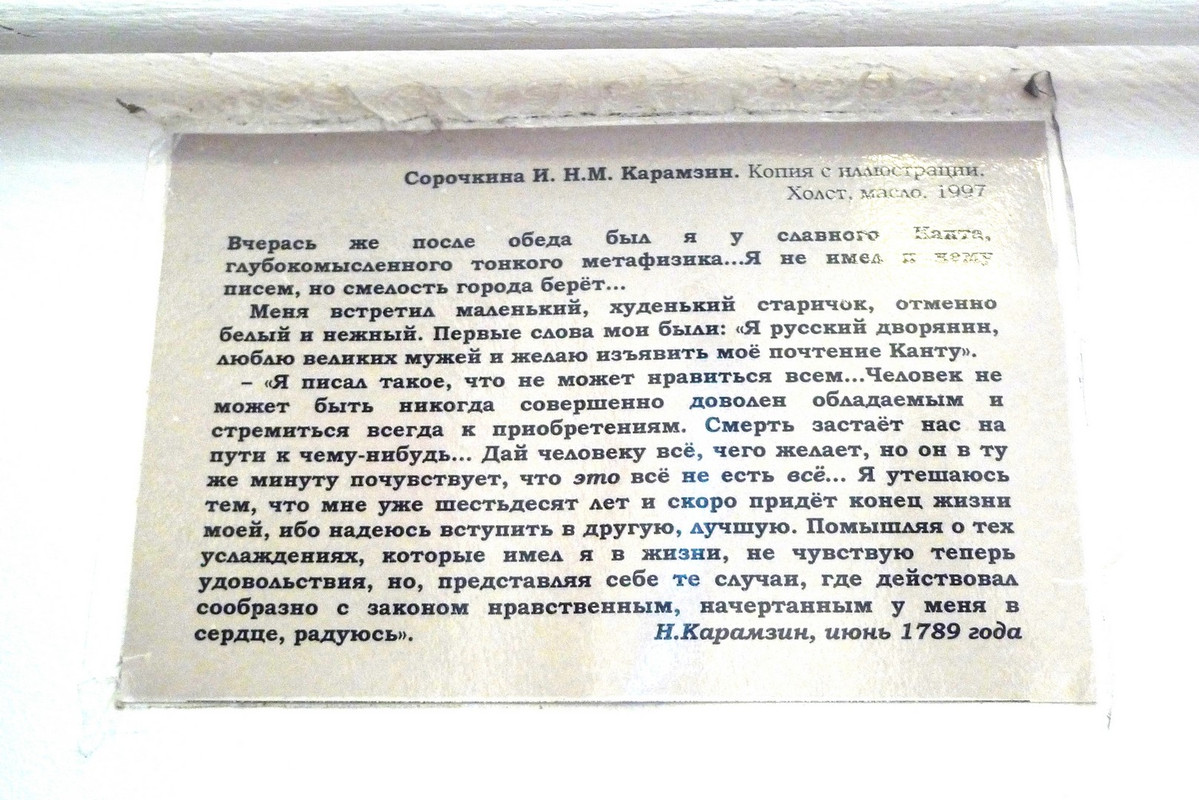 Сорочкина И. Н.М. Карамзин. Копия с иллюстрации.
Холст, масло. 1997
Вчерась же после обеда был я у славного Канта,
глубокомысленного тонкого метафизика...Я не имел к нему
писем, но смелость города берёт...
Меня встретил маленький, худенький старичок, отменно
белый и нежный. Первые слова мои были: «Я русский дворянин,
люблю великих мужей и желаю изъявить моё почтение Канту».
– «Я писал такое, что не может нравиться всем...Человек не
может быть никогда совершенно доволен обладаемым и
стремиться всегда к приобретениям. Смерть застаёт нас на
пути к чему-нибудь... Дай человеку всё, чего желает, но он в ту
же минуту почувствует, что это всё не есть всё... Я утешаюсь
тем, что мне уже шестьдесят лет и скоро придёт конец жизни
моей, ибо надеюсь вступить в другую, лучшую. Помышляя о тех
услаждениях, которые имел я в жизни, не чувствую теперь
удовольствия, но, представляя себе те случаи, где действовал
сообразно с законом нравственным, начертанным у меня в
сердце, радуюсь». Н.Карамзин, июнь 1789 года